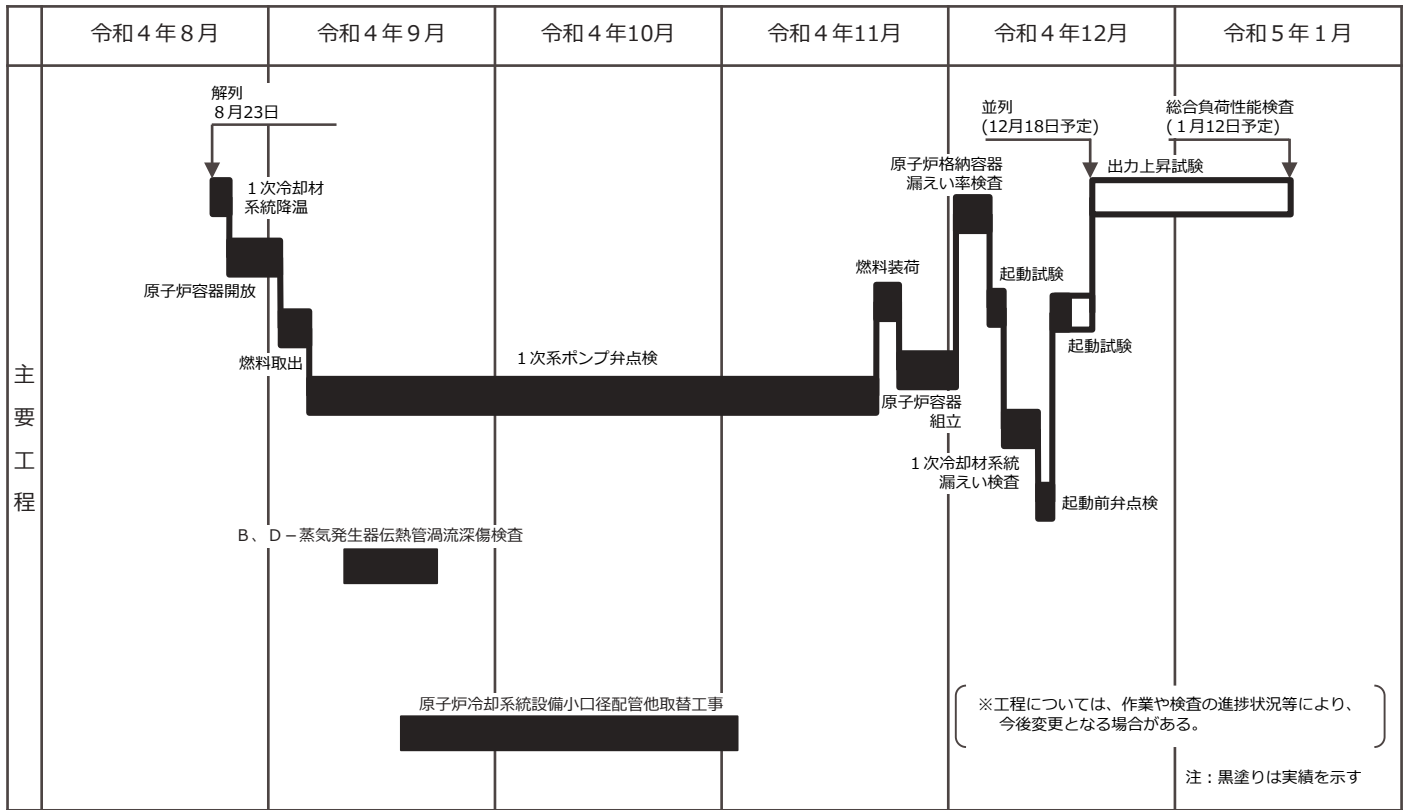 令和４年８月
令和４年９月
令和４年10月
令和４年11月
令和４年12月
令和５年１月
主要工程
解列
８月23日
並列
(12月18日予定)
総合負荷性能検査
(１月12日予定)
１次冷却材
系統降温
原子炉格納容器
漏えい率検査
出力上昇試験
原子炉容器開放
燃料装荷
起動試験
起動試験
燃料取出
１次系ポンプ弁点検
原子炉容器
組立
１次冷却材系統
漏えい検査
起動前弁点検
Ｂ、Ｄ－蒸気発生器伝熱管渦流深傷検査
原子炉冷却系統設備小口径配管他取替工事
※工程については、作業や検査の進捗状況等により、
今後変更となる場合がある。
注：黒塗りは実績を示す